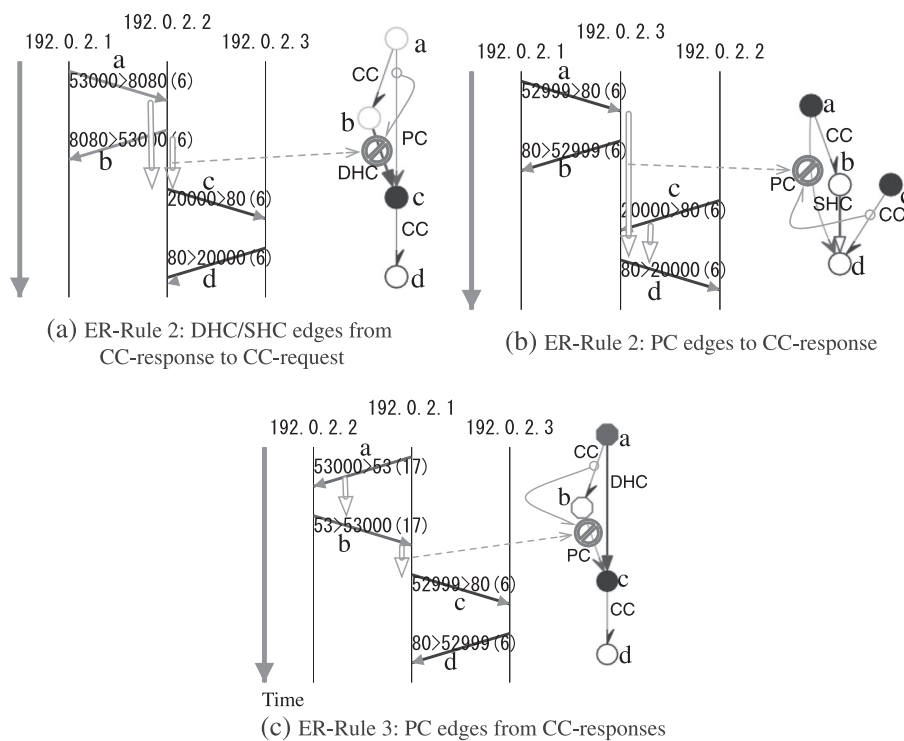 192.0.2.2
192.0.2.1
192.0.2.3
a
53000>8080(6)
8080>53000(6)
b
c
20000>80(6)
80>20000(6)
d
a
CC
b
PC
DHC
c
CC
d
(a) ER-Rule 2: DHC/SHC edges from
CC-response to CC-request
192.0.2.3
192.0.2.1
192.0.2.2
a
52999>80(6)
80>52999(6)
b
c
20000>80(6)
80>20000(6)
d
a
CC
b
PC
SHC
c
CC
d
(b) ER-Rule 2: PC edges to CC-response
192.0.2.1
192.0.2.2
192.0.2.3
a
53000>53(17)
53>53000(17)
b
52999>80(6)
c
80>52999(6)
d
Time
a
CC
DHC
b
PC
c
CC
d
(c) ER-Rule 3: PC edges from CC-responses